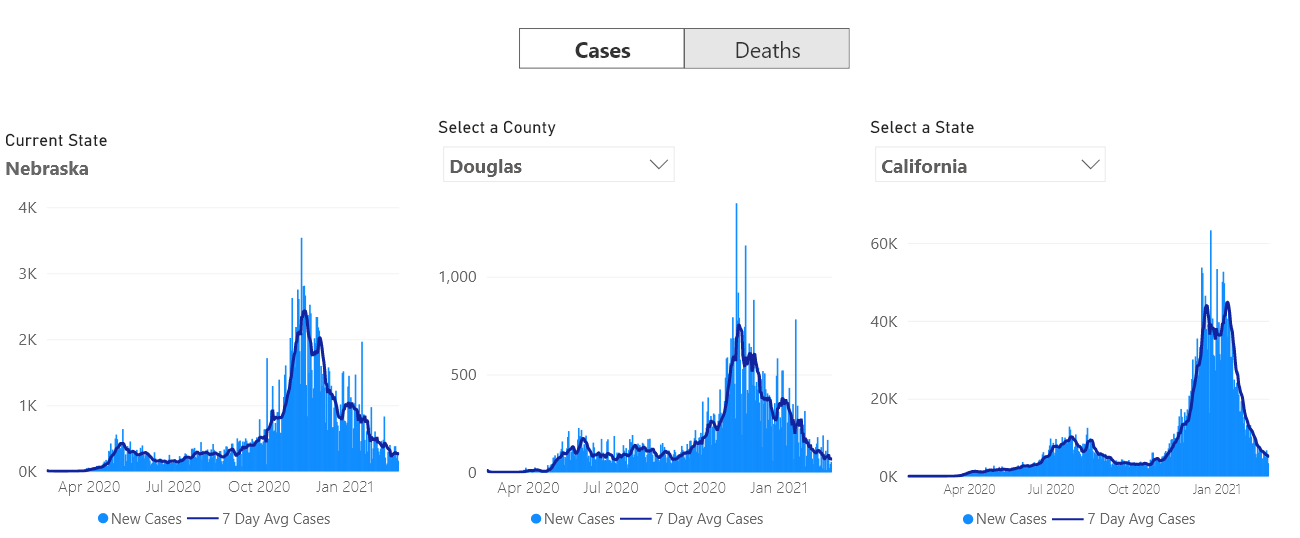 Cases Deaths
Current State
Nebraska
4K
3K
2K
1K
0K
Apr 2020 Jul 2020 Oct 2020 Jan 2021
New Cases 7 Day Avg Cases
Select a County
Douglas
1,000
500
0
Apr 2020 Jul 2020 Oct 2020 Jan 2021
New Cases 7 Day Avg Cases
Select a State
California
60K
40K
20K
0K
Apr 2020 Jul 2020 Oct 2020 Jan 2021
New Cases 7 Day Avg Cases